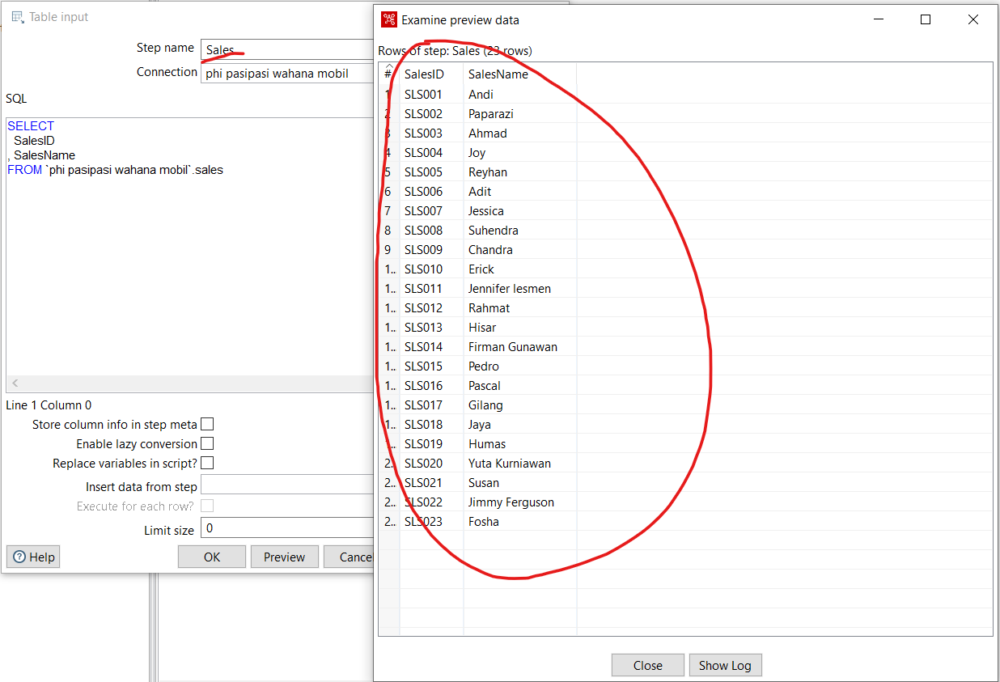 Table input
Step name Sales
Connection phi pasipasi wahana mobil
SQL
SELECT
SalesID
, SalesName
FROM `phi pasipasi wahana mobil`.sales
<
Line 1 Column 0
Store column info in step meta
Enable lazy conversion
Replace variables in script?
Insert data from step
Execute for each row?
Limit size 0
Help OK Preview Cance
Examine preview data
Rows of step: Sales (23 rows)
# SalesID SalesName
1 SLS001 Andi
2 SLS002 Paparazi
3 SLS003 Ahmad
4 SLS004 Joy
5 SLS005 Reyhan
6 SLS006 Adit
7 SLS007 Jessica
8 SLS008 Suhendra
9 SLS009 Chandra
1.. SLS010 Erick
1.. SLS011 Jennifer lesmen
1.. SLS012 Rahmat
1.. SLS013 Hisar
1.. SLS014 Firman Gunawan
1.. SLS015 Pedro
1.. SLS016 Pascal
1.. SLS017 Gilang
1.. SLS018 Jaya
1.. SLS019 Humas
2.. SLS020 Yuta Kurniawan
2.. SLS021 Susan
2.. SLS022 Jimmy Ferguson
2.. SLS023 Fosha
Close Show Log